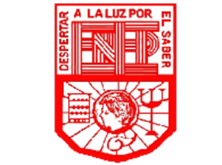 DESPERTAR A LA LUZ POR EL SABER
ENP